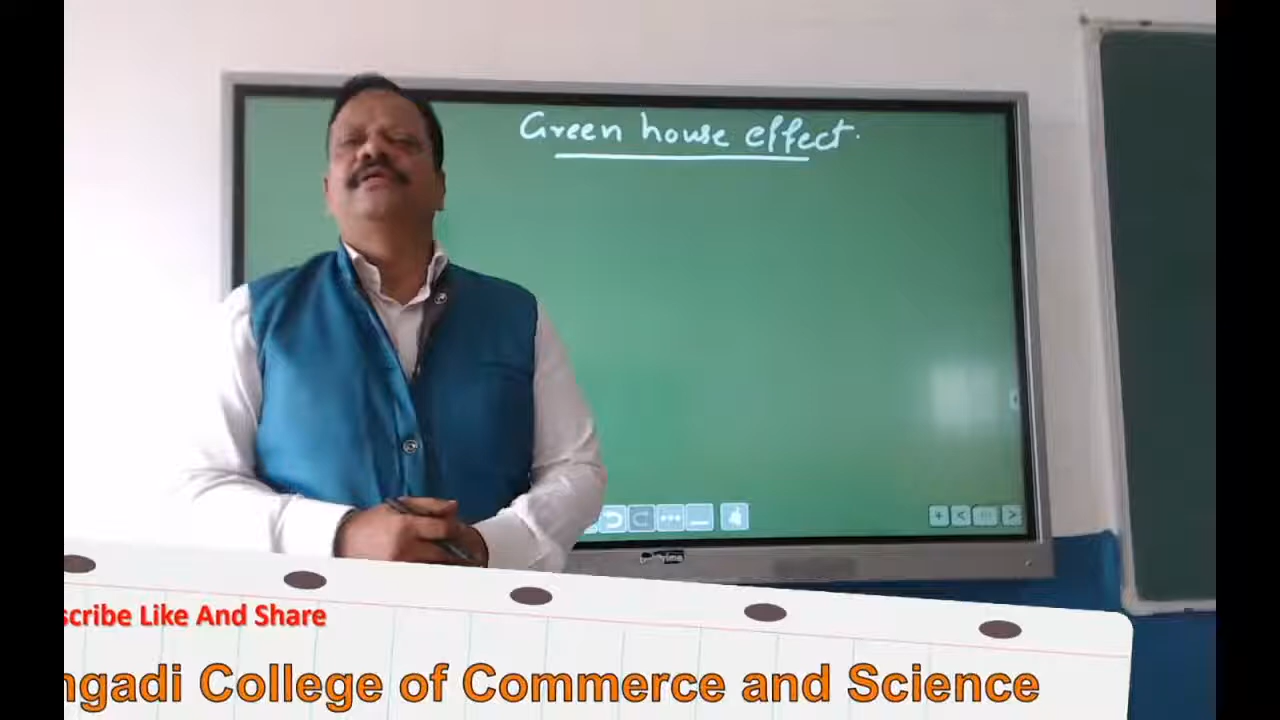 Green house effect.
scribe Like And Share
ngadi College of Commerce and Science